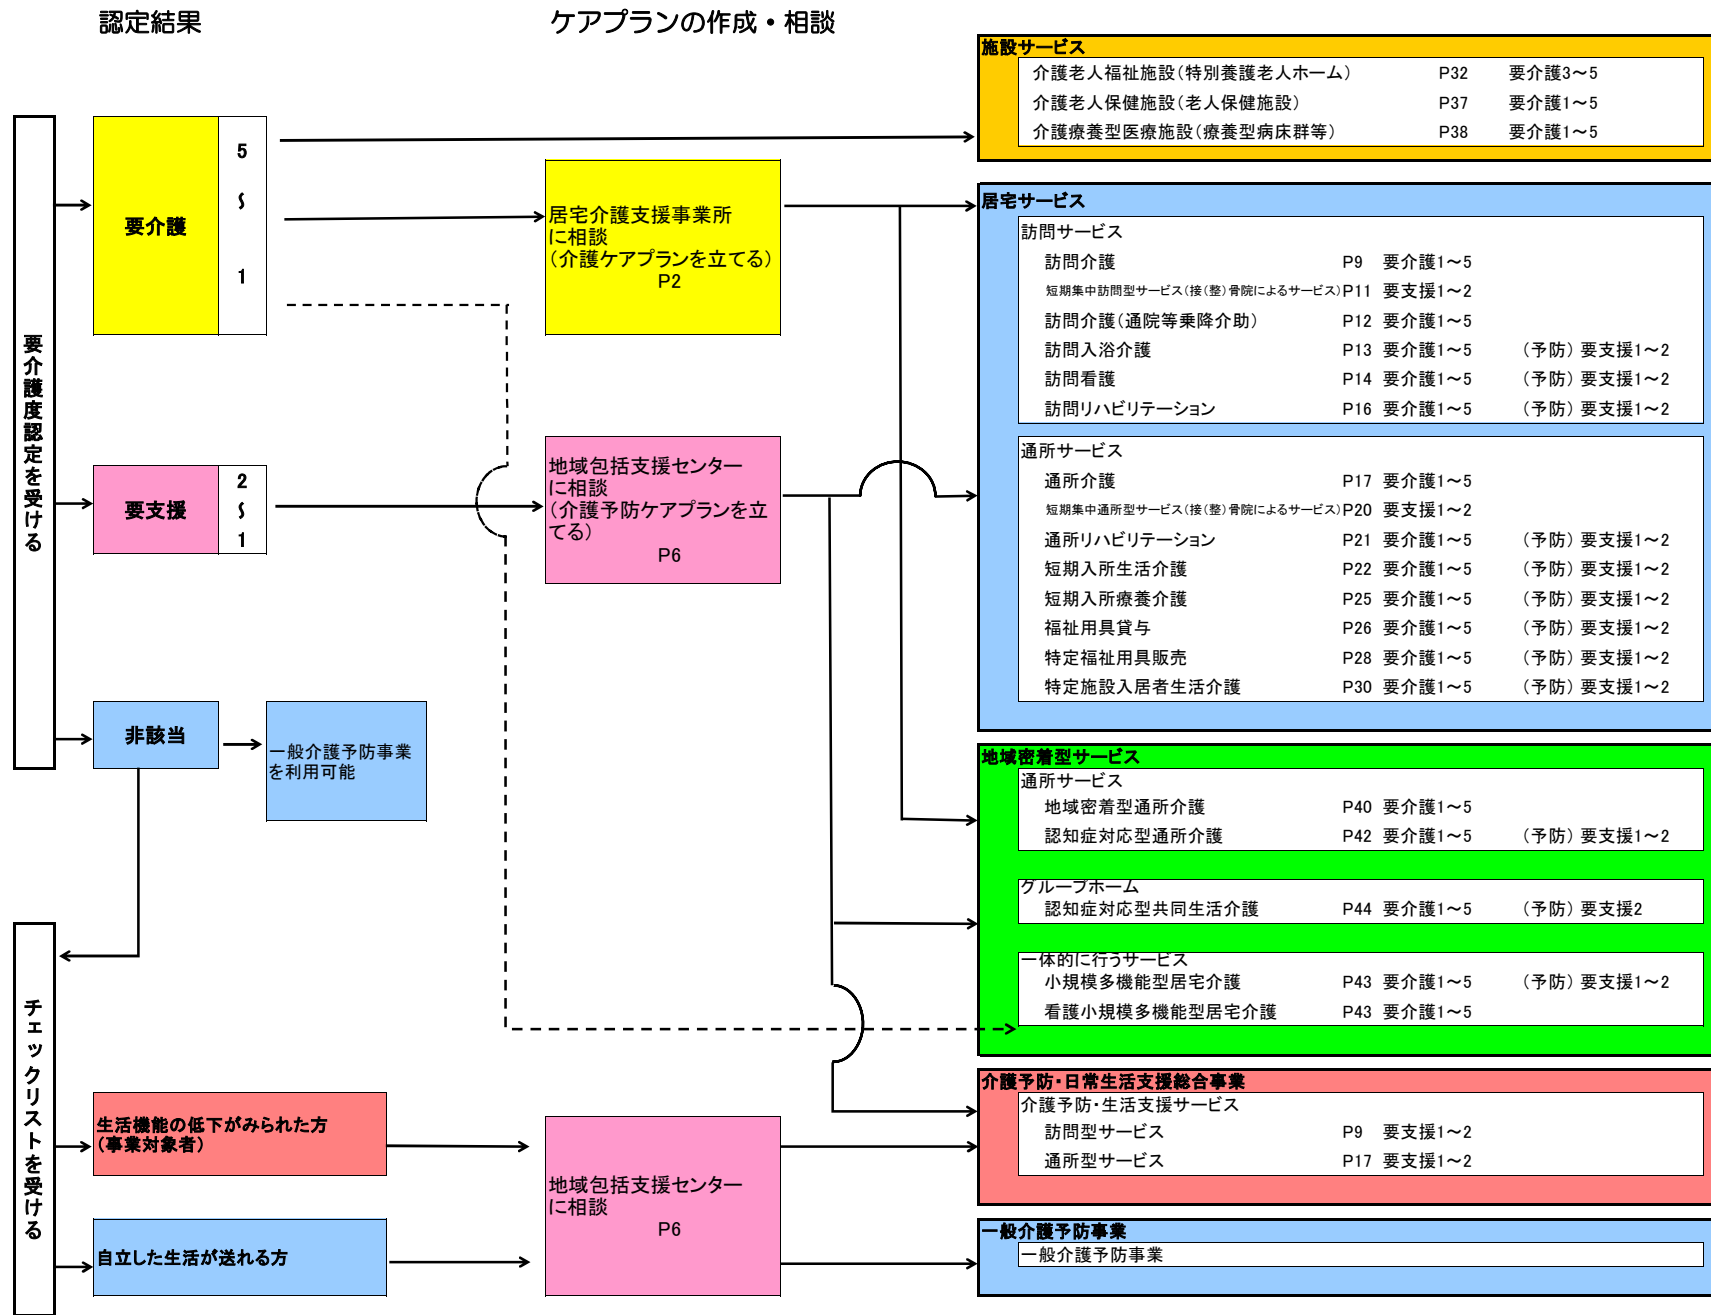 認定結果
ケアプランの作成・相談
要介護度認定を受ける
要介護
5
〜
1
要支援
2
〜
1
非該当
一般介護予防事業
を利用可能
居宅介護支援事業所
に相談
(介護ケアプランを立てる)
P2
地域包括支援センター
に相談
(介護予防ケアプランを立
てる)
P6
チェックリストを受ける
生活機能の低下がみられた方
(事業対象者)
自立した生活が送れる方
地域包括支援センター
に相談
P6
施設サービス
介護老人福祉施設(特別養護老人ホーム) P32 要介護3～5
介護老人保健施設(老人保健施設) P37 要介護1～5
介護療養型医療施設(療養型病床群等) P38 要介護1～5
居宅サービス
訪問サービス
訪問介護 P9 要介護1～5
短期集中訪問型サービス(接(整)骨院によるサービス) P11 要支援1～2
訪問介護(通院等乗降介助) P12 要介護1～5
訪問入浴介護 P13 要介護1～5 (予防) 要支援1～2
訪問看護 P14 要介護1～5 (予防) 要支援1～2
訪問リハビリテーション P16 要介護1～5 (予防) 要支援1～2
通所サービス
通所介護 P17 要介護1～5
短期集中通所型サービス(接(整)骨院によるサービス) P20 要支援1～2
通所リハビリテーション P21 要介護1～5 (予防) 要支援1～2
短期入所生活介護 P22 要介護1～5 (予防) 要支援1～2
短期入所療養介護 P25 要介護1～5 (予防) 要支援1～2
福祉用具貸与 P26 要介護1～5 (予防) 要支援1～2
特定福祉用具販売 P28 要介護1～5 (予防) 要支援1～2
特定施設入居者生活介護 P30 要介護1～5 (予防) 要支援1～2
地域密着型サービス
通所サービス
地域密着型通所介護 P40 要介護1～5
認知症対応型通所介護 P42 要介護1～5 (予防) 要支援1～2
グループホーム
認知症対応型共同生活介護 P44 要介護1～5 (予防) 要支援2
一体的に行うサービス
小規模多機能型居宅介護 P43 要介護1～5 (予防) 要支援1～2
看護小規模多機能型居宅介護 P43 要介護1～5
介護予防・日常生活支援総合事業
介護予防・生活支援サービス
訪問型サービス P9 要支援1～2
通所型サービス P17 要支援1～2
一般介護予防事業
一般介護予防事業